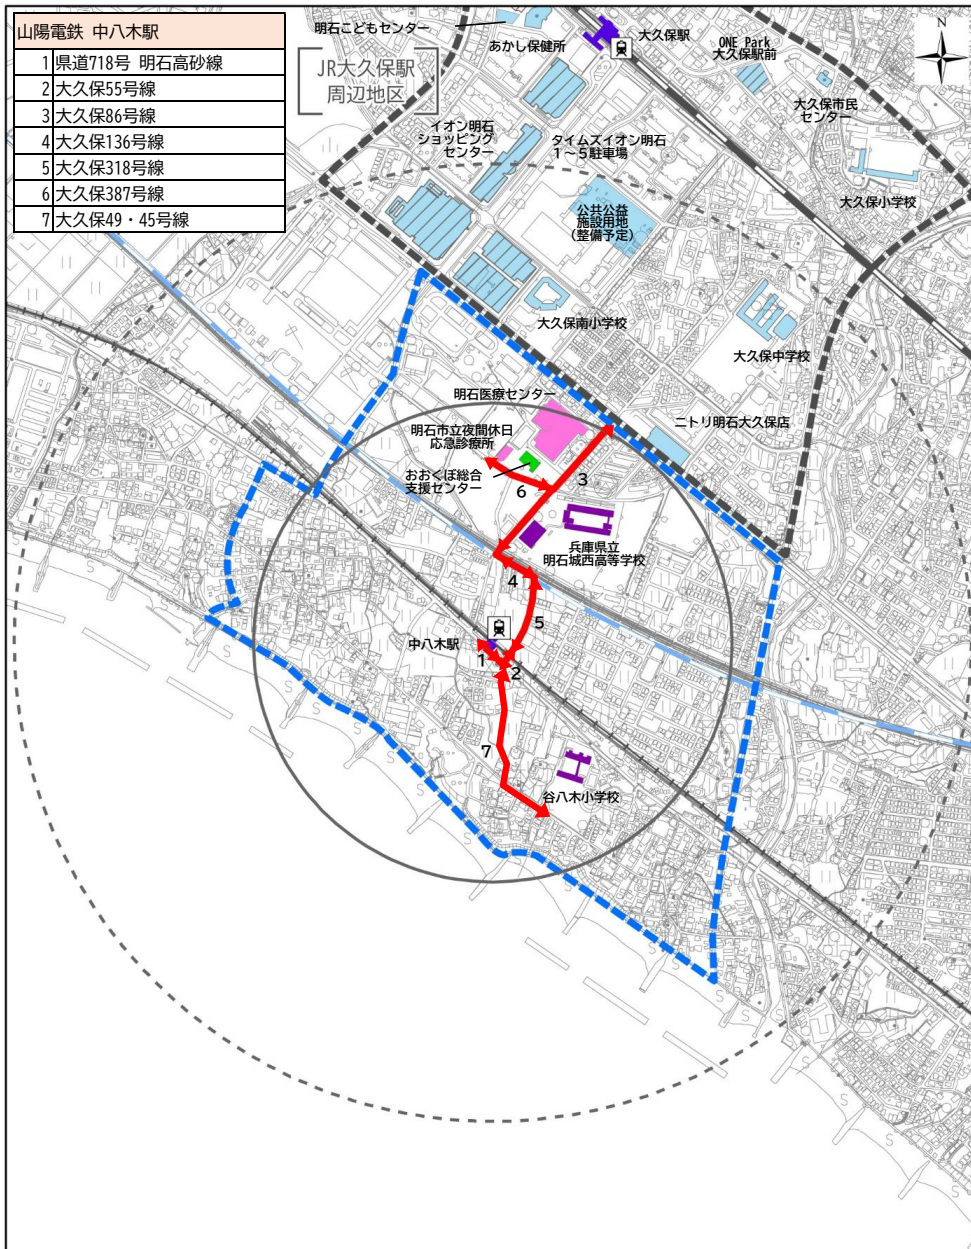 山陽電鉄 中八木駅
1 県道718号 明石高砂線
2 大久保55号線
3 大久保86号線
4 大久保136号線
5 大久保318号線
6 大久保387号線
7 大久保49・45号線
明石こどもセンター
あかし保健所
大久保駅
ONE Park
大久保駅前
N
JR大久保駅
周辺地区
大久保市民
センター
イオン明石
ショッピング
センター
タイムズイオン明石
1～5駐車場
大久保小学校
公共公益
施設用地
(整備予定)
大久保南小学校
大久保中学校
明石医療センター
ニトリ明石大久保店
明石市立夜間休日
応急診療所
おおくぼ総合
支援センター
3
6
兵庫県立
明石城西高等学校
4
5
中八木駅
1
2
7
谷八木小学校